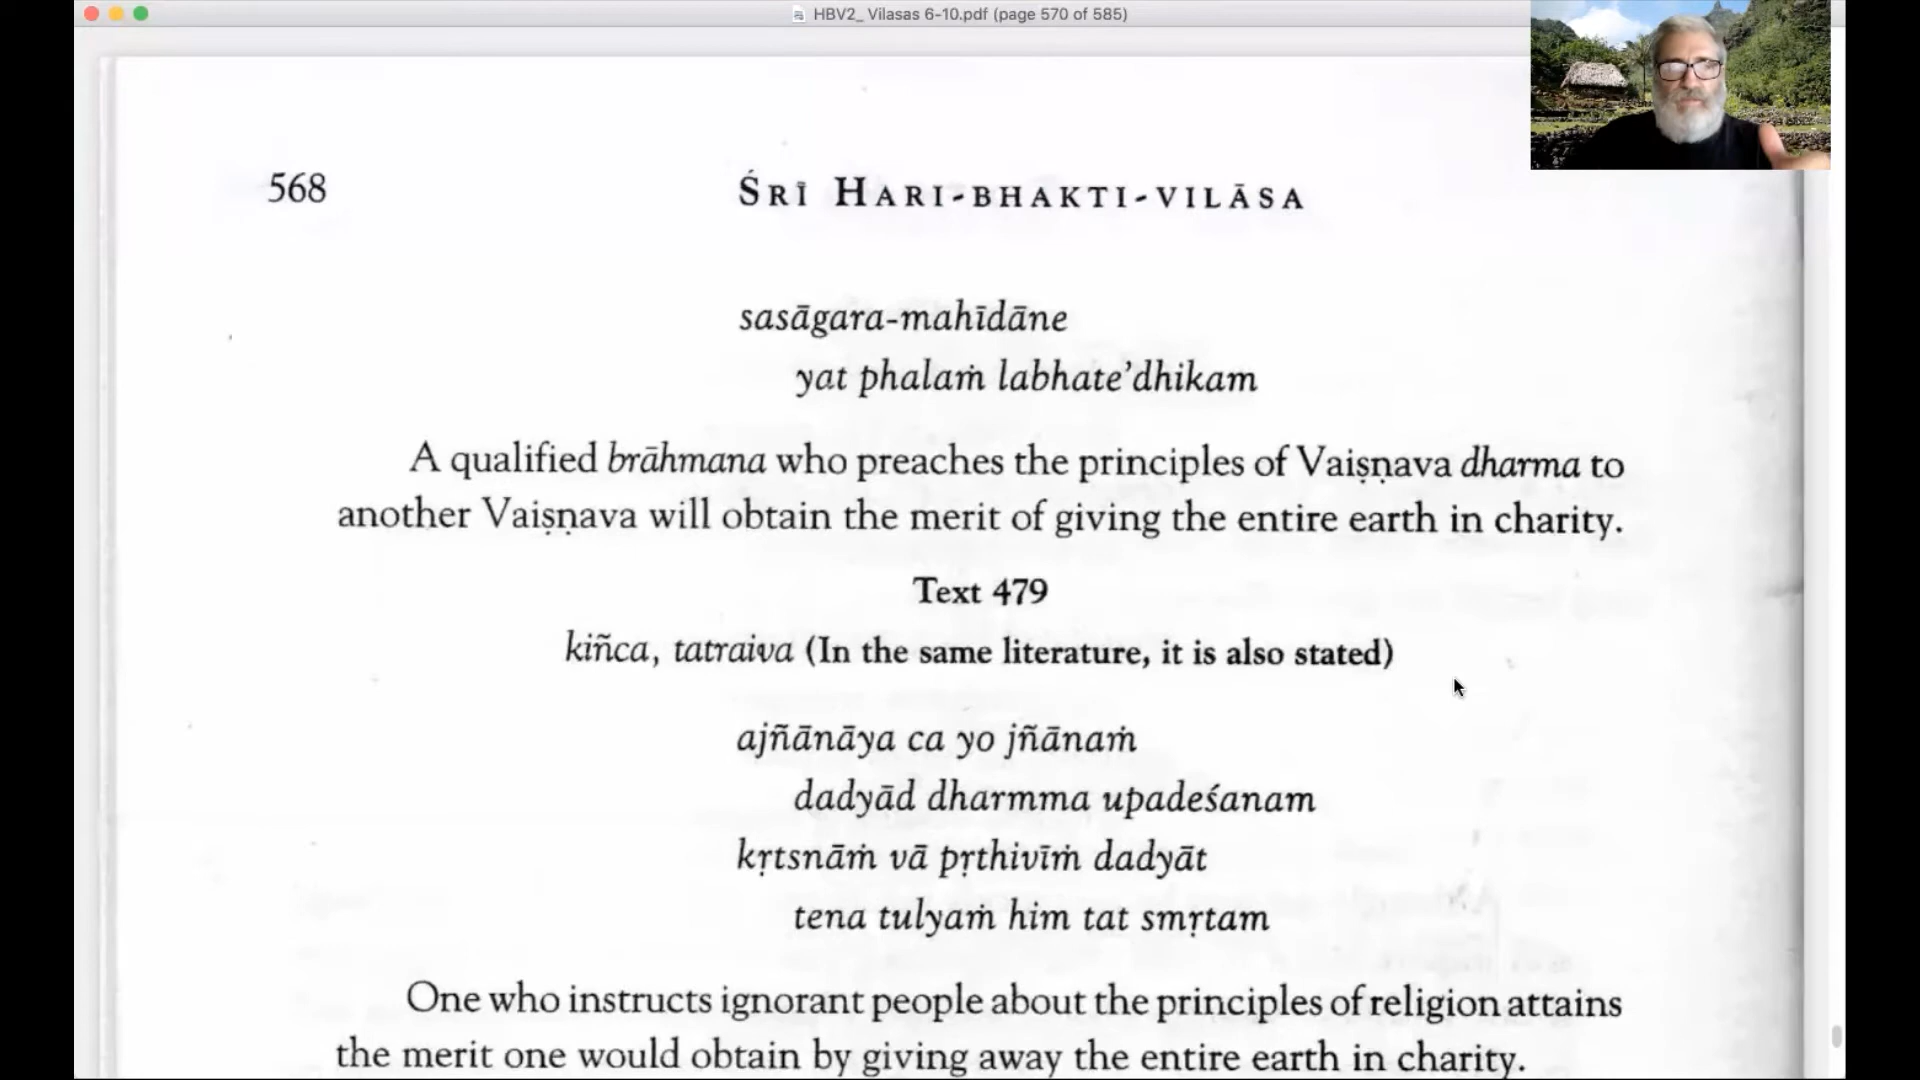 HBV2_ Vilasas 6-10.pdf (page 570 of 585)
568
ŚRĪ HARI-BHAKTI-VILĀSA
sasāgara-mahīdāne
yat phalaṁ labhate’dhikam
A qualified brāhmana who preaches the principles of Vaiṣṇava dharma to
another Vaiṣṇava will obtain the merit of giving the entire earth in charity.
Text 479
kiñca, tatraiva (In the same literature, it is also stated)
ajñānāya ca yo jñānaṁ
dadyād dharmma upadeśanam
kṛtsnāṁ vā pṛthivīṁ dadyāt
tena tulyaṁ him tat smṛtam
One who instructs ignorant people about the principles of religion attains
the merit one would obtain by giving away the entire earth in charity.